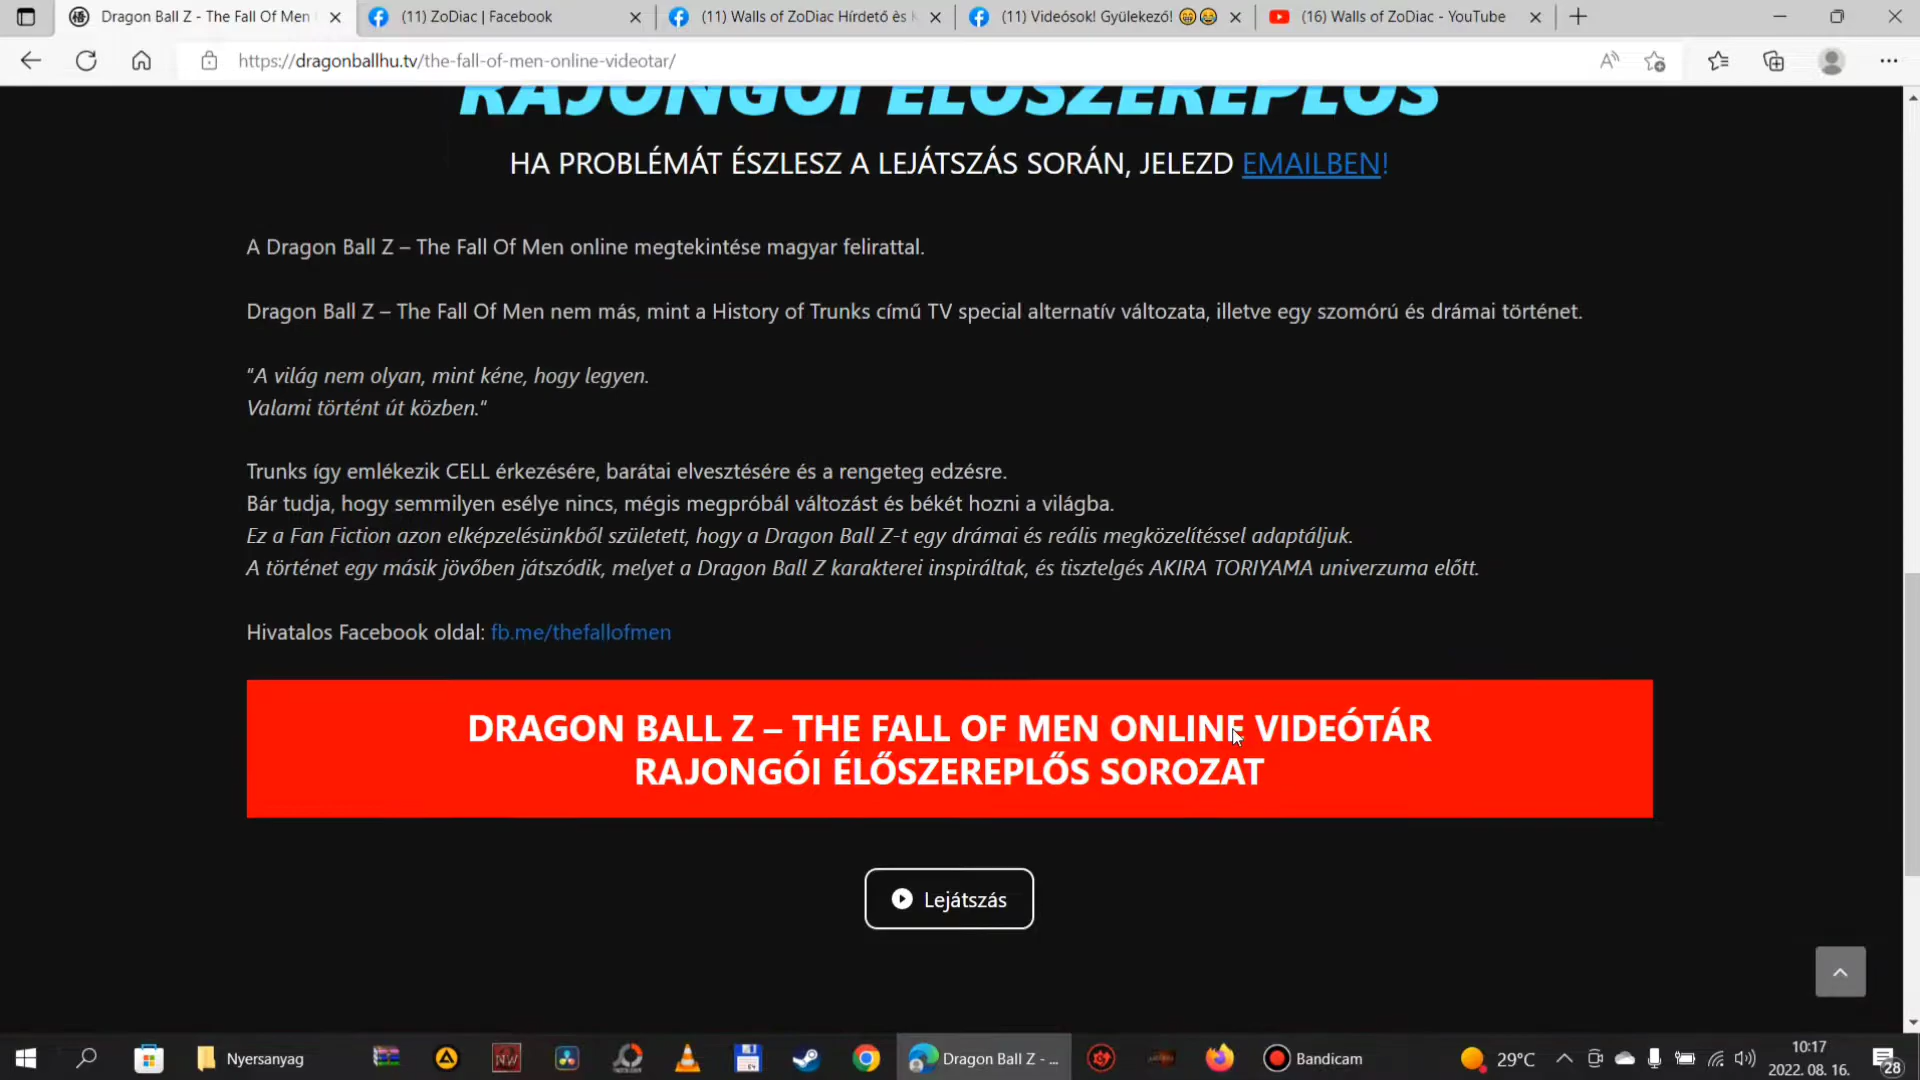 Dragon Ball Z - The Fall Of Men
(11) ZoDiac | Facebook
(11) Walls of ZoDiac Hírdető és
(11) Videósok! Gyülekező! 😁😂
(16) Walls of ZoDiac - YouTube
https://dragonballhu.tv/the-fall-of-men-online-videotar/
RAJONGÓI ÉLŐSZEREPLŐS
HA PROBLÉMÁT ÉSZLESZ A LEJÁTSZÁS SORÁN, JELEZD EMAILBEN!
A Dragon Ball Z – The Fall Of Men online megtekintése magyar felirattal.
Dragon Ball Z – The Fall Of Men nem más, mint a History of Trunks című TV special alternatív változata, illetve egy szomórú és drámai történet.
"A világ nem olyan, mint kéne, hogy legyen.
Valami történt út közben."
Trunks így emlékezik CELL érkezésére, barátai elvesztésére és a rengeteg edzésre.
Bár tudja, hogy semmilyen esélye nincs, mégis megpróbál változást és békét hozni a világba.
Ez a Fan Fiction azon elképzelésünkből született, hogy a Dragon Ball Z-t egy drámai és reális megközelítéssel adaptáljuk.
A történet egy másik jövőben játszódik, melyet a Dragon Ball Z karakterei inspiráltak, és tisztelgés AKIRA TORIYAMA univerzuma előtt.
Hivatalos Facebook oldal: fb.me/thefallofmen
DRAGON BALL Z – THE FALL OF MEN ONLINE VIDEÓTÁR
RAJONGÓI ÉLŐSZEREPLŐS SOROZAT
Lejátszás
Nyersanyag
NW
Dragon Ball Z - ...
Bandicam
29°C
10:17
2022. 08. 16.
28